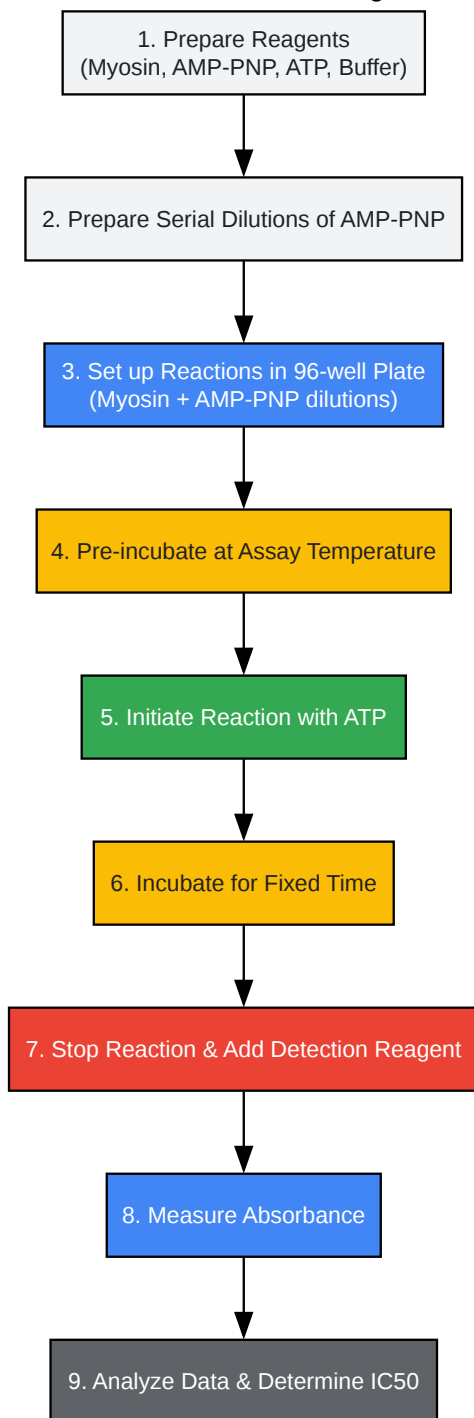 1. Prepare Reagents
(Myosin, AMP-PNP, ATP, Buffer)
2. Prepare Serial Dilutions of AMP-PNP
3. Set up Reactions in 96-well Plate
(Myosin + AMP-PNP dilutions)
4. Pre-incubate at Assay Temperature
5. Initiate Reaction with ATP
6. Incubate for Fixed Time
7. Stop Reaction & Add Detection Reagent
8. Measure Absorbance
9. Analyze Data & Determine IC50